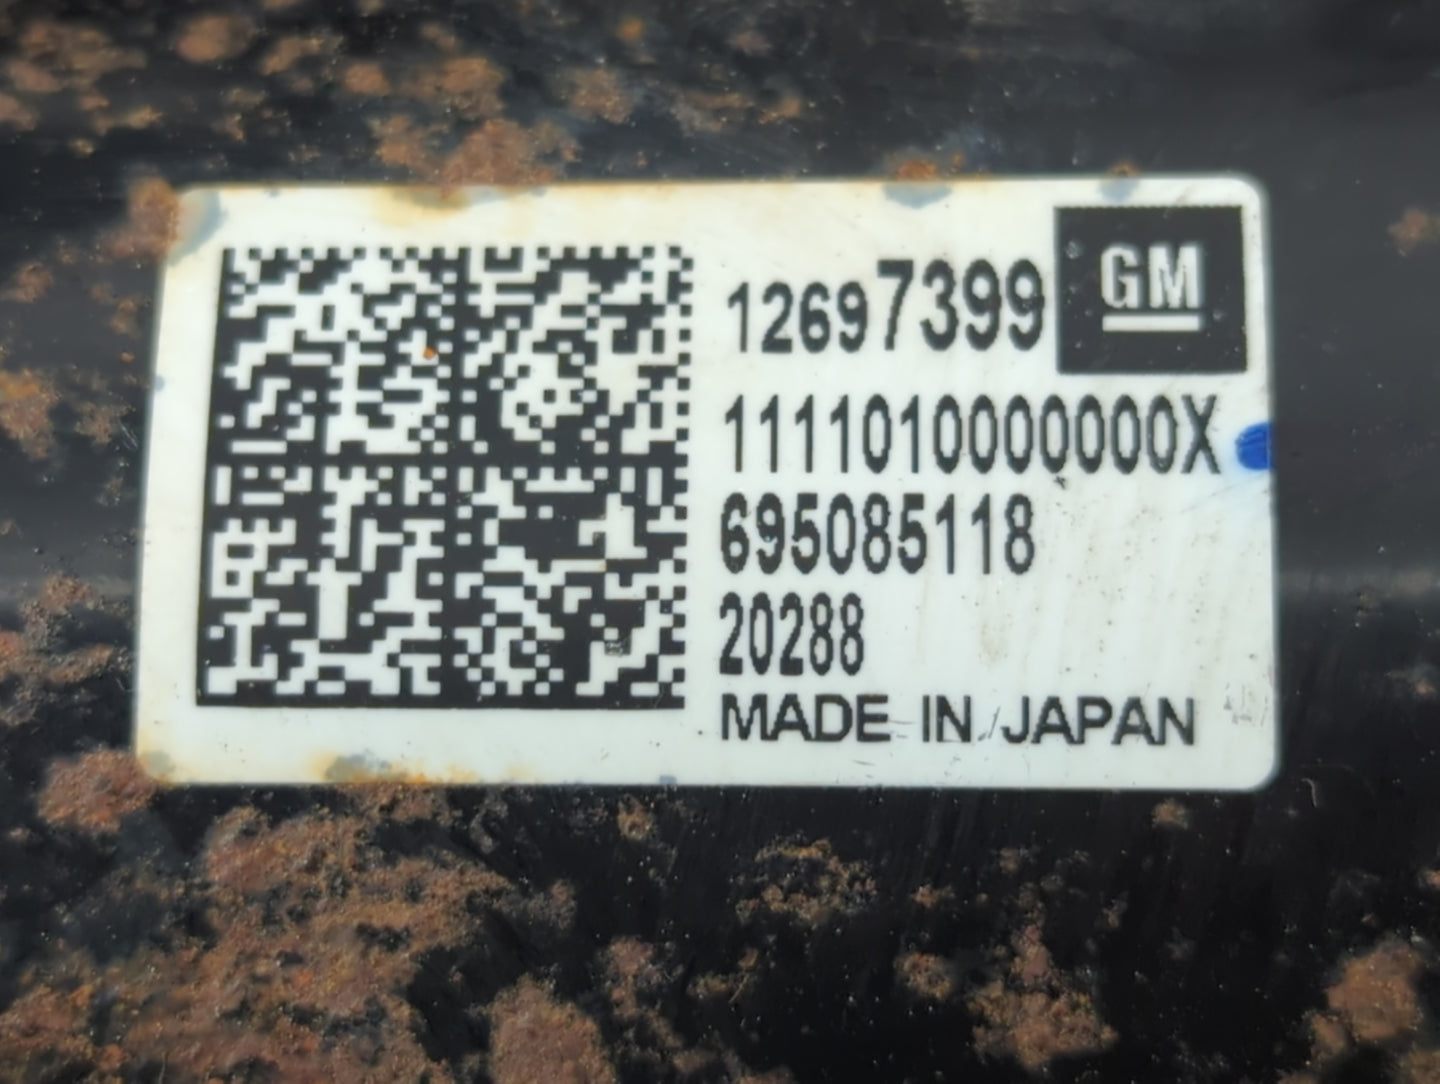 12697399 GM
1111010000000X
695085118
20288
MADE IN JAPAN